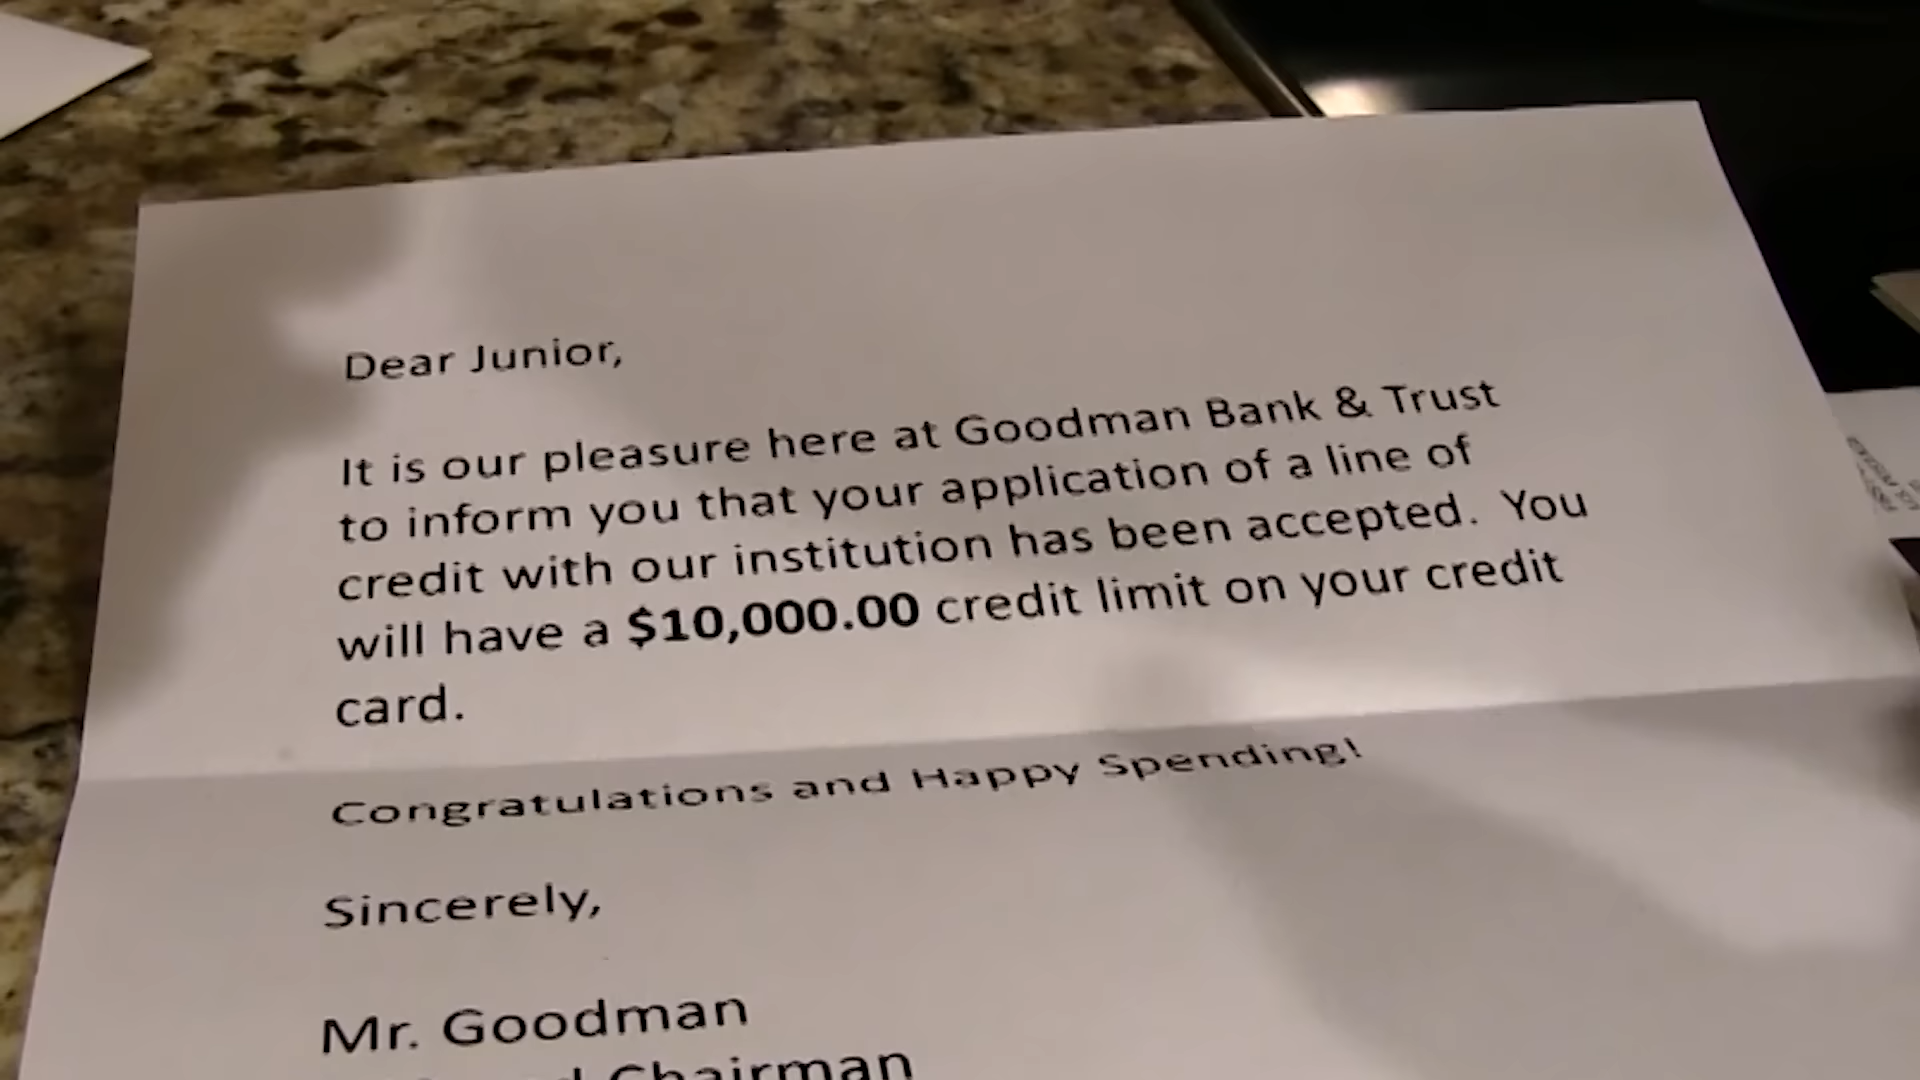 Dear Junior,
It is our pleasure here at Goodman Bank & Trust
to inform you that your application of a line of
credit with our institution has been accepted. You
will have a $10,000.00 credit limit on your credit
card.
Congratulations and Happy Spending!
Sincerely,
Mr. Goodman
Chairman